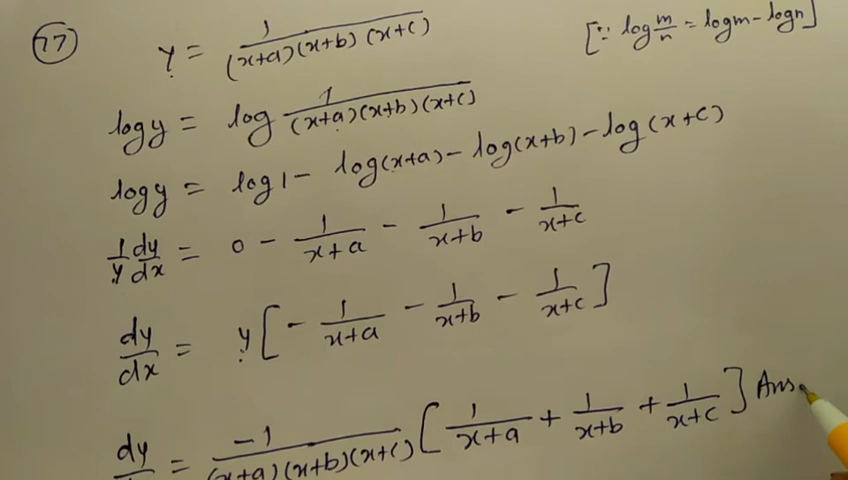 17 y = 1/((x+a)(x+b)(x+c)) [∵ log m/n = log m - log n]
log y = log 1/((x+a)(x+b)(x+c))
log y = log 1 - log(x+a) - log(x+b) - log(x+c)
1/y dy/dx = 0 - 1/(x+a) - 1/(x+b) - 1/(x+c)
dy/dx = y[- 1/(x+a) - 1/(x+b) - 1/(x+c)]
dy/dx = -1/((x+a)(x+b)(x+c)) [1/(x+a) + 1/(x+b) + 1/(x+c)] Ans